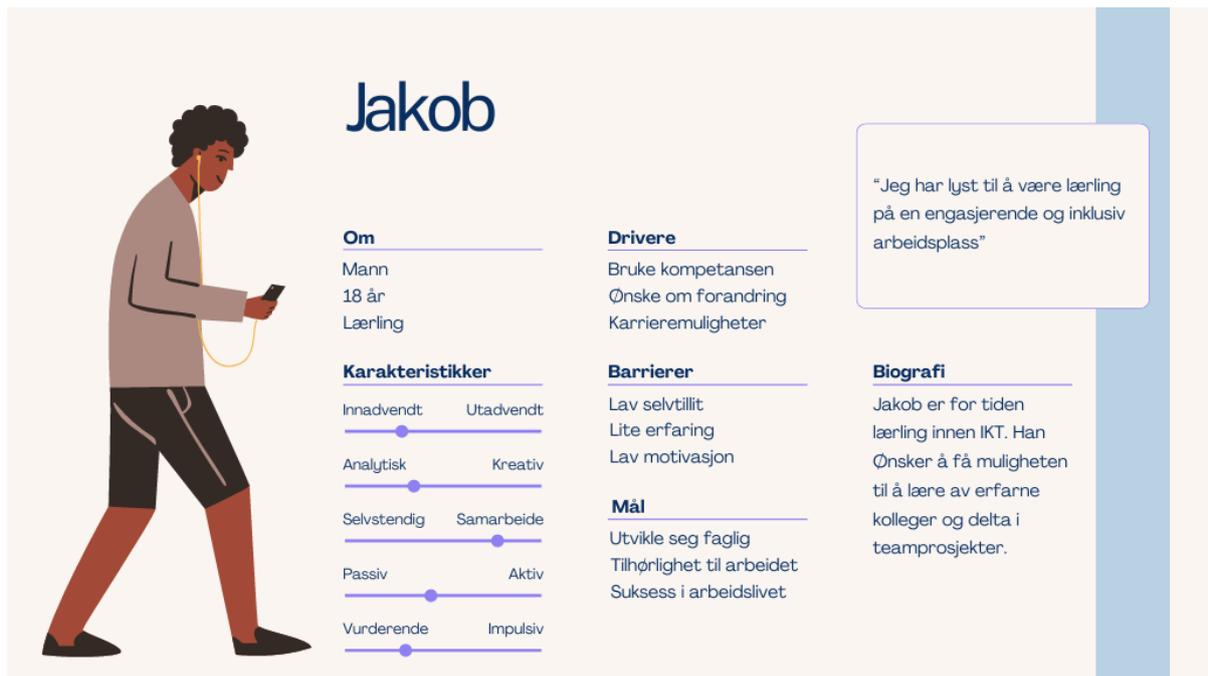 Jakob
Om
Mann
18 år
Lærling
Karakteristikker
Innadvendt Utadvendt
Analytisk Kreativ
Selvstendig Samarbeide
Passiv Aktiv
Vurderende Impulsiv
Drivere
Bruke kompetansen
Ønske om forandring
Karrieremuligheter
Barrierer
Lav selvtillit
Lite erfaring
Lav motivasjon
Mål
Utvikle seg faglig
Tilhørlighet til arbeidet
Suksess i arbeidslivet
“Jeg har lyst til å være lærling
på en engasjerende og inklusiv
arbeidsplass”
Biografi
Jakob er for tiden
lærling innen IKT. Han
Ønsker å få muligheten
til å lære av erfarne
kolleger og delta i
teamprosjekter.